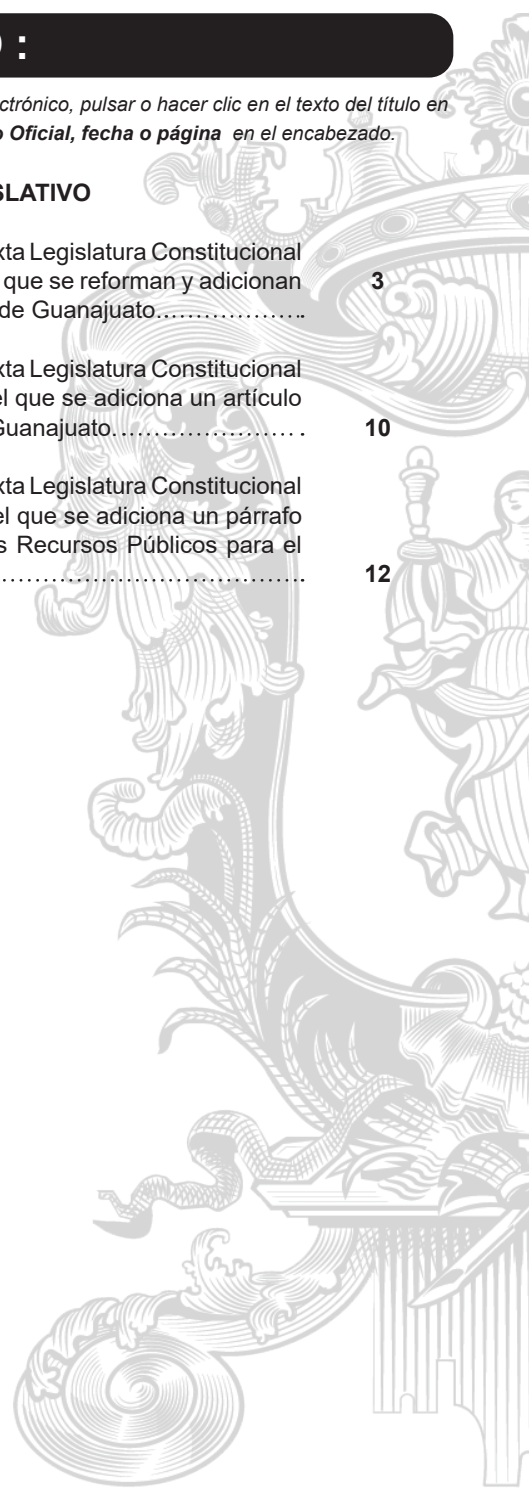 :
ctrónico, pulsar o hacer clic en el texto del título en
o Oficial, fecha o página en el encabezado.
SLATIVO
xta Legislatura Constitucional
que se reforman y adicionan 3
de Guanajuato...................
xta Legislatura Constitucional
el que se adiciona un artículo
Guanajuato....................... . 10
xta Legislatura Constitucional
el que se adiciona un párrafo
s Recursos Públicos para el
..................................... 12